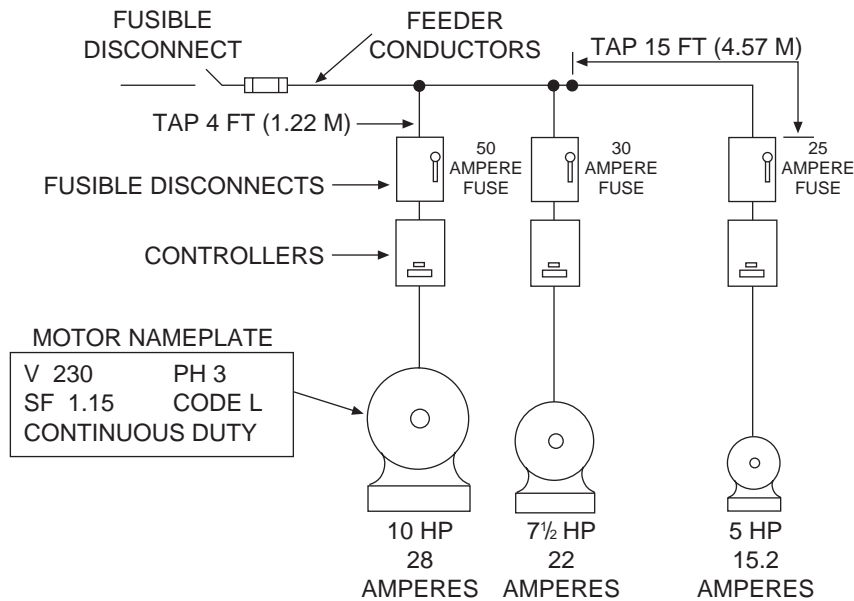 FUSIBLE
DISCONNECT
FEEDER
CONDUCTORS
TAP 15 FT (4.57 M)
TAP 4 FT (1.22 M)
50
AMPERE
FUSE
30
AMPERE
FUSE
25
AMPERE
FUSE
FUSIBLE DISCONNECTS
CONTROLLERS
MOTOR NAMEPLATE
V 230 PH 3
SF 1.15 CODE L
CONTINUOUS DUTY
10 HP
28
AMPERES
7½ HP
22
AMPERES
5 HP
15.2
AMPERES